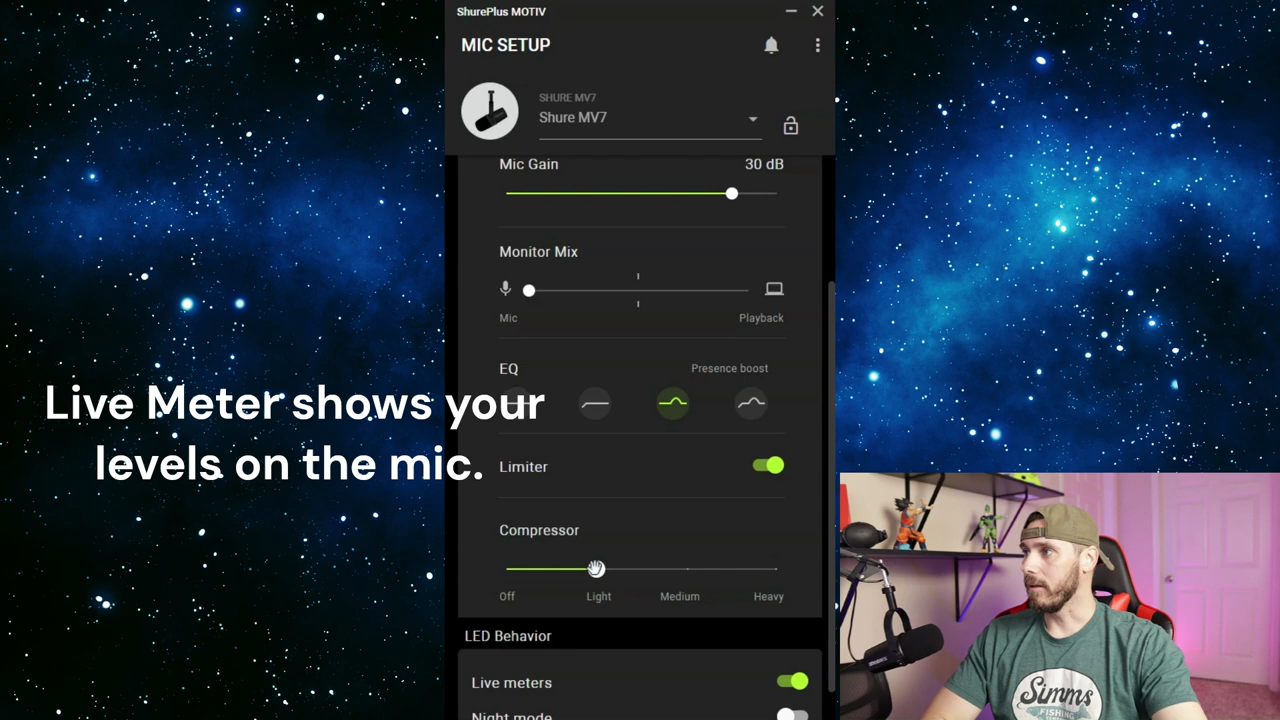 ShurePlus MOTIV
MIC SETUP
SHURE MV7
Shure MV7
Mic Gain 30 dB
Monitor Mix
Mic Playback
EQ Presence boost
Live Meter shows your
levels on the mic.
Limiter
Compressor
Off Light Medium Heavy
LED Behavior
Live meters
Night mode
Simms
FISHING